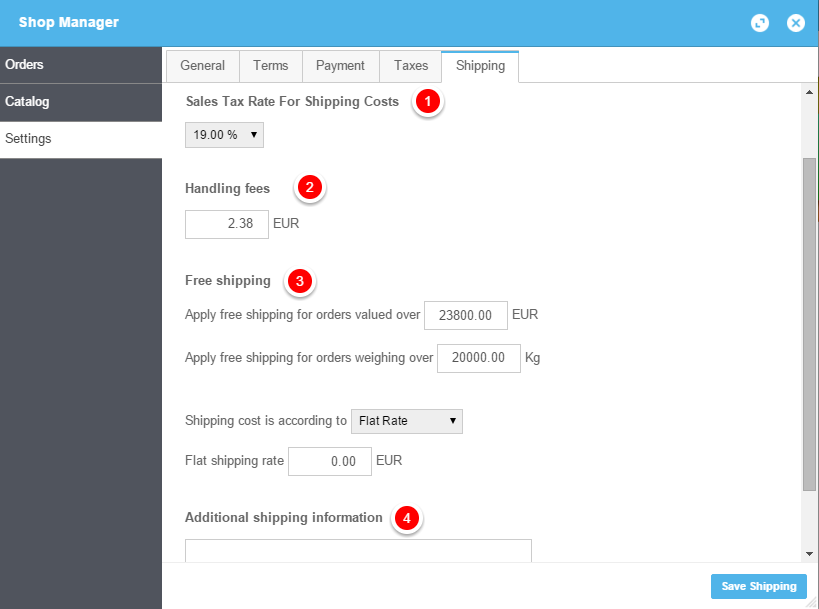 Shop Manager
Orders
Catalog
Settings
General Terms Payment Taxes Shipping
Sales Tax Rate For Shipping Costs 1
19.00 %
Handling fees 2
2.38 EUR
Free shipping 3
Apply free shipping for orders valued over 23800.00 EUR
Apply free shipping for orders weighing over 20000.00 Kg
Shipping cost is according to Flat Rate
Flat shipping rate 0.00 EUR
Additional shipping information 4
Save Shipping